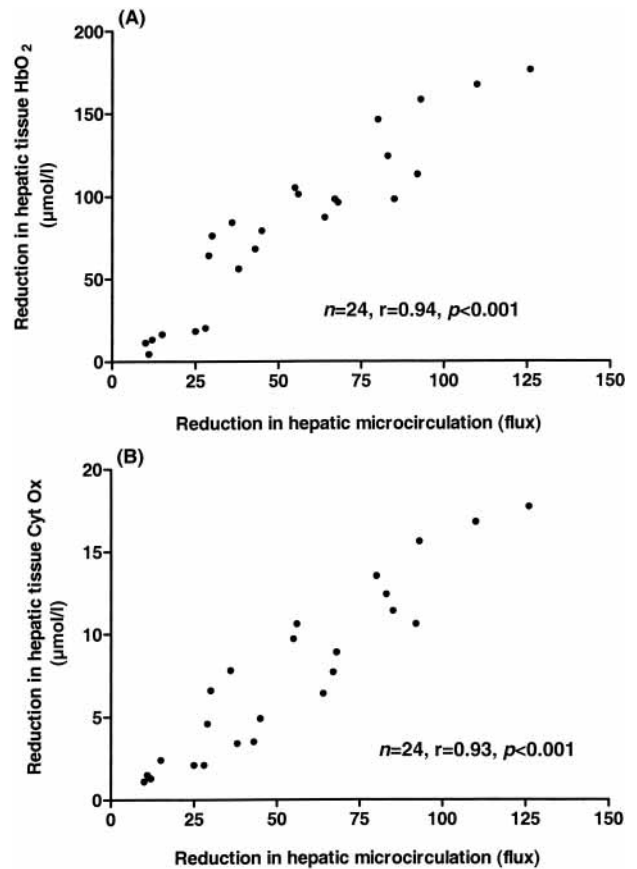 (A)
200
150
100
50
0
Reduction in hepatic tissue HbO₂
(µmol/l)
n=24, r=0.94, p<0.001
0 25 50 75 100 125 150
Reduction in hepatic microcirculation (flux)
(B)
20
15
10
5
0
Reduction in hepatic tissue Cyt Ox
(µmol/l)
n=24, r=0.93, p<0.001
0 25 50 75 100 125 150
Reduction in hepatic microcirculation (flux)